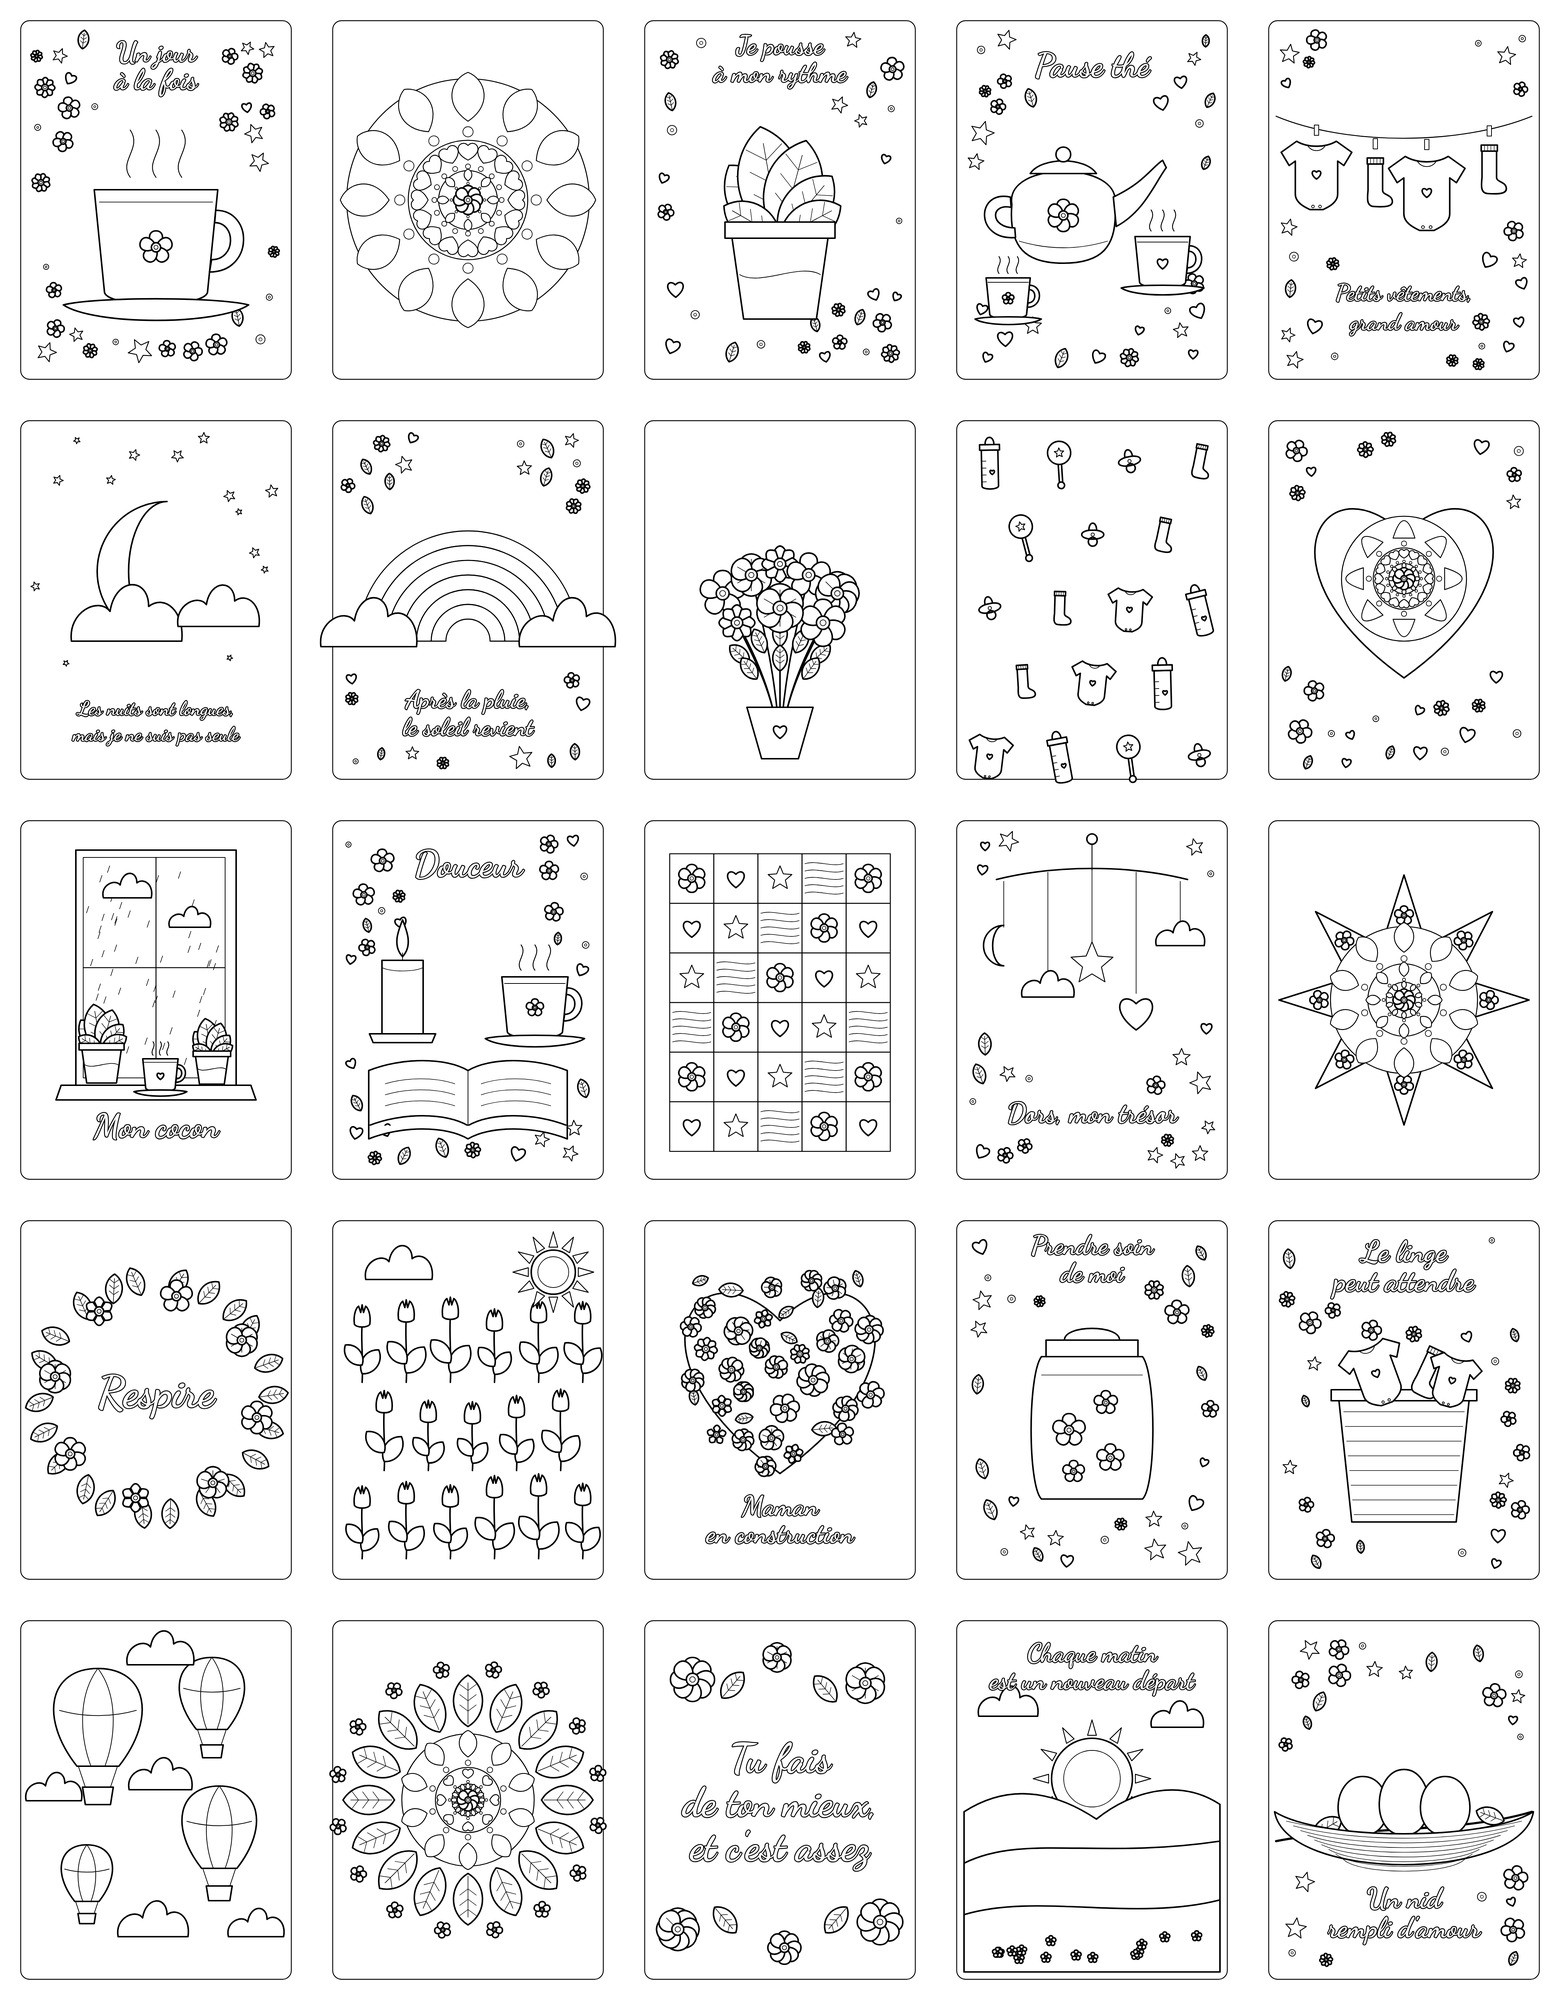 Un jour
à la fois
Je pousse
à mon rythme
Pause thé
Petits vêtements,
grand amour
Les nuits sont longues,
mais je ne suis pas seule
Après la pluie,
le soleil revient
Mon cocon
Douceur
Dors, mon trésor
Respire
Maman
en construction
Prendre soin
de moi
Le linge
peut attendre
Tu fais
de ton mieux,
et c'est assez
Chaque matin
est un nouveau départ
Un nid
rempli d'amour